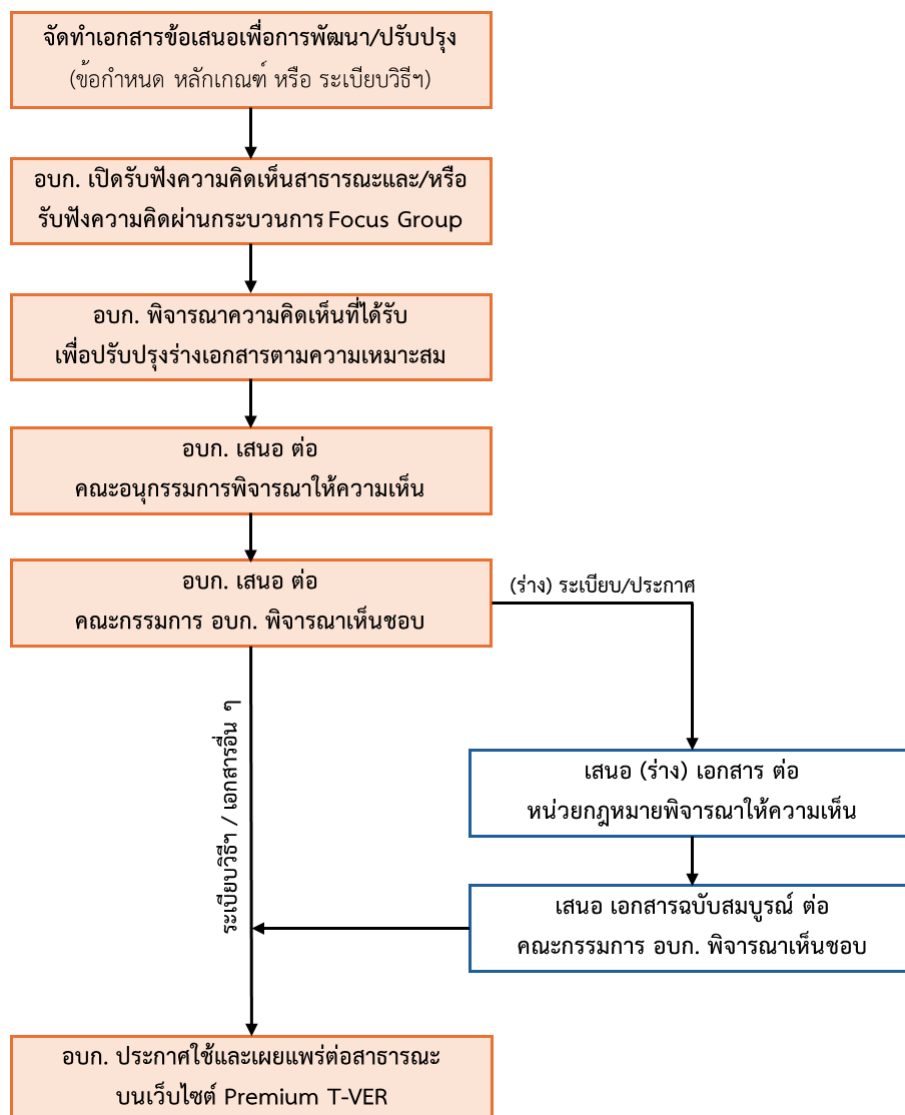 จัดทำเอกสารข้อเสนอเพื่อการพัฒนา/ปรับปรุง
(ข้อกำหนด หลักเกณฑ์ หรือ ระเบียบวิธีฯ)
อบก. เปิดรับฟังความคิดเห็นสาธารณะและ/หรือ
รับฟังความคิดผ่านกระบวนการ Focus Group
อบก. พิจารณาความคิดเห็นที่ได้รับ
เพื่อปรับปรุงร่างเอกสารตามความเหมาะสม
อบก. เสนอ ต่อ
คณะอนุกรรมการพิจารณาให้ความเห็น
อบก. เสนอ ต่อ
คณะกรรมการ อบก. พิจารณาเห็นชอบ
(ร่าง) ระเบียบ/ประกาศ
ระเบียบวิธีฯ / เอกสารอื่น ๆ
เสนอ (ร่าง) เอกสาร ต่อ
หน่วยกฎหมายพิจารณาให้ความเห็น
เสนอ เอกสารฉบับสมบูรณ์ ต่อ
คณะกรรมการ อบก. พิจารณาเห็นชอบ
อบก. ประกาศใช้และเผยแพร่ต่อสาธารณะ
บนเว็บไซต์ Premium T-VER